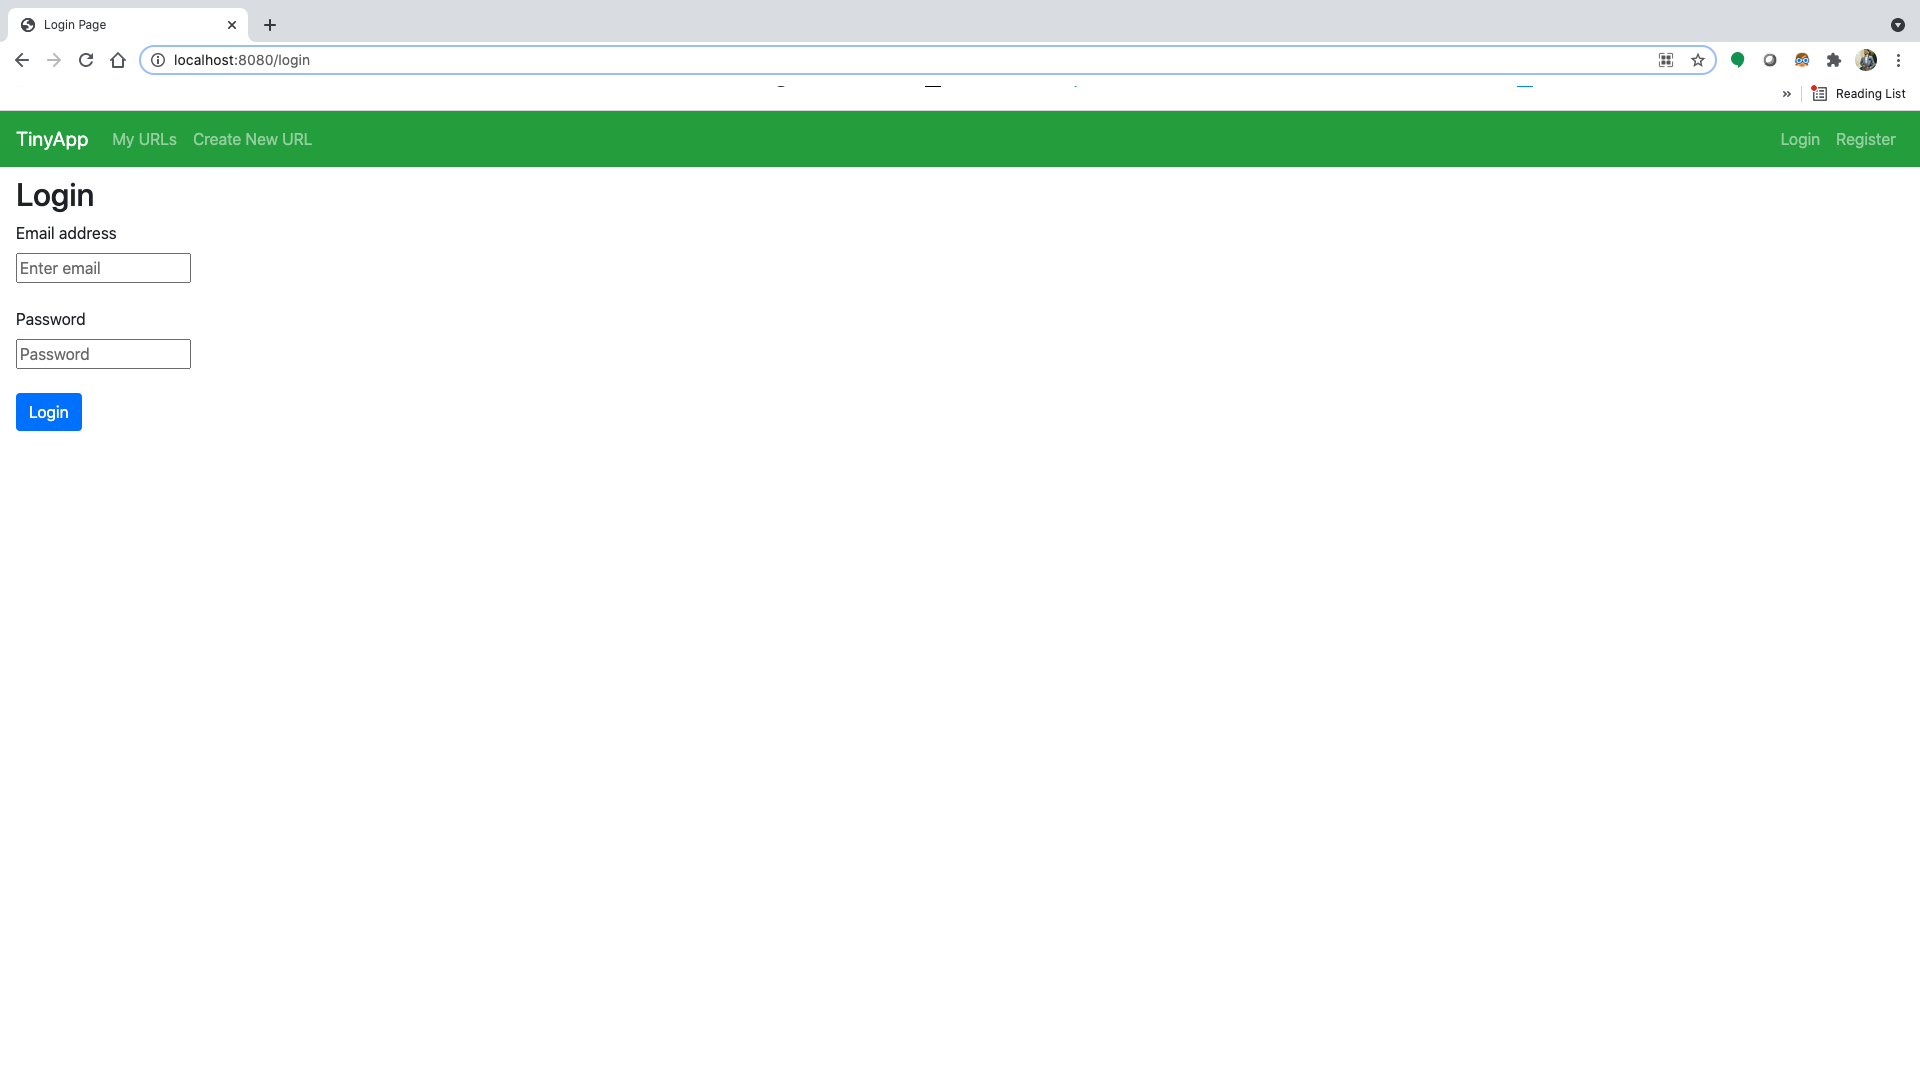 Login Page
localhost:8080/login
» Reading List
TinyApp My URLs Create New URL Login Register
Login
Email address
Enter email
Password
Password
Login